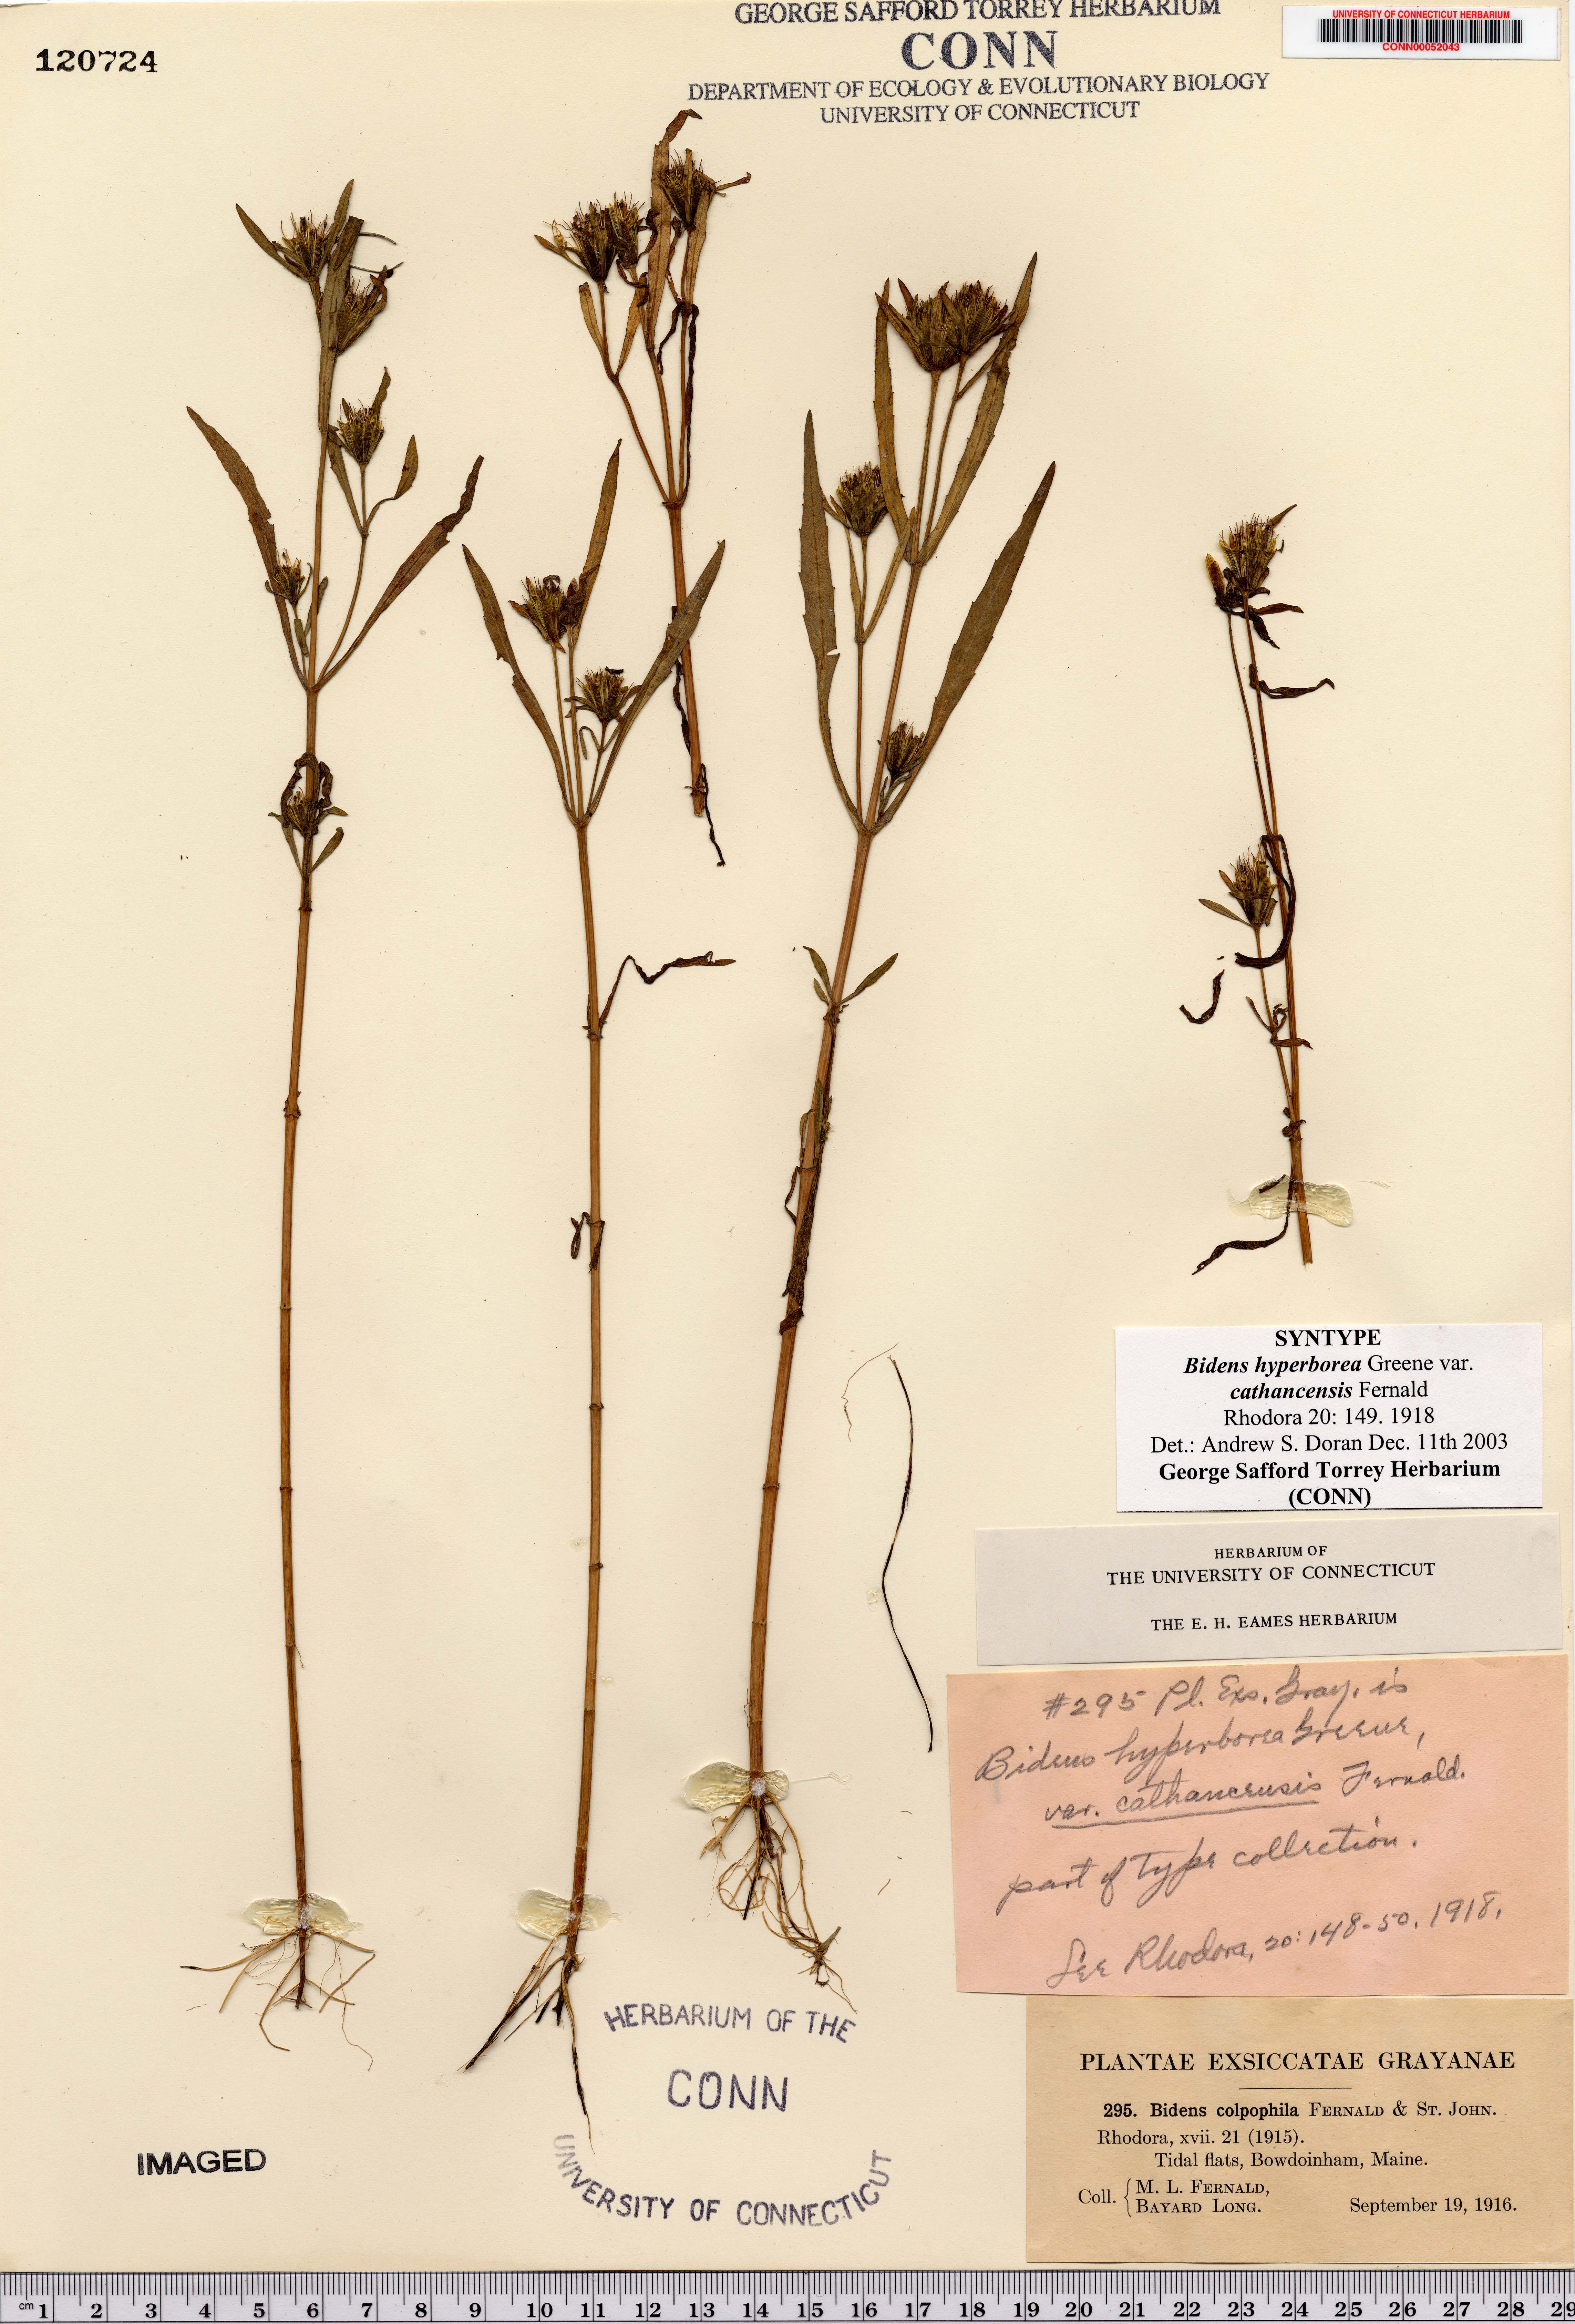 GEORGE SAFFORD TORREY HERBARIUM
CONN
DEPARTMENT OF ECOLOGY & EVOLUTIONARY BIOLOGY
UNIVERSITY OF CONNECTICUT
120724
UNIVERSITY OF CONNECTICUT HERBARIUM
CONN00052043
SYNTYPE
Bidens hyperborea Greene var.
cathancensis Fernald
Rhodora 20: 149. 1918
Det.: Andrew S. Doran Dec. 11th 2003
George Safford Torrey Herbarium
(CONN)
HERBARIUM OF
THE UNIVERSITY OF CONNECTICUT
THE E. H. EAMES HERBARIUM
#295 Pl. Exs. Gray. is
Bidens hyperborea Greene,
var. cathancensis Fernald.
part of type collection.
See Rhodora, 20: 148-50, 1918.
PLANTAE EXSICCATAE GRAYANAE
295. Bidens colpophila FERNALD & ST. JOHN.
Rhodora, xvii. 21 (1915).
Tidal flats, Bowdoinham, Maine.
Coll. { M. L. FERNALD,
BAYARD LONG. September 19, 1916.
HERBARIUM OF THE
CONN
UNIVERSITY OF CONNECTICUT
IMAGED
cm 1 2 3 4 5 6 7 8 9 10 11 12 13 14 15 16 17 18 19 20 21 22 23 24 25 26 27 28 29